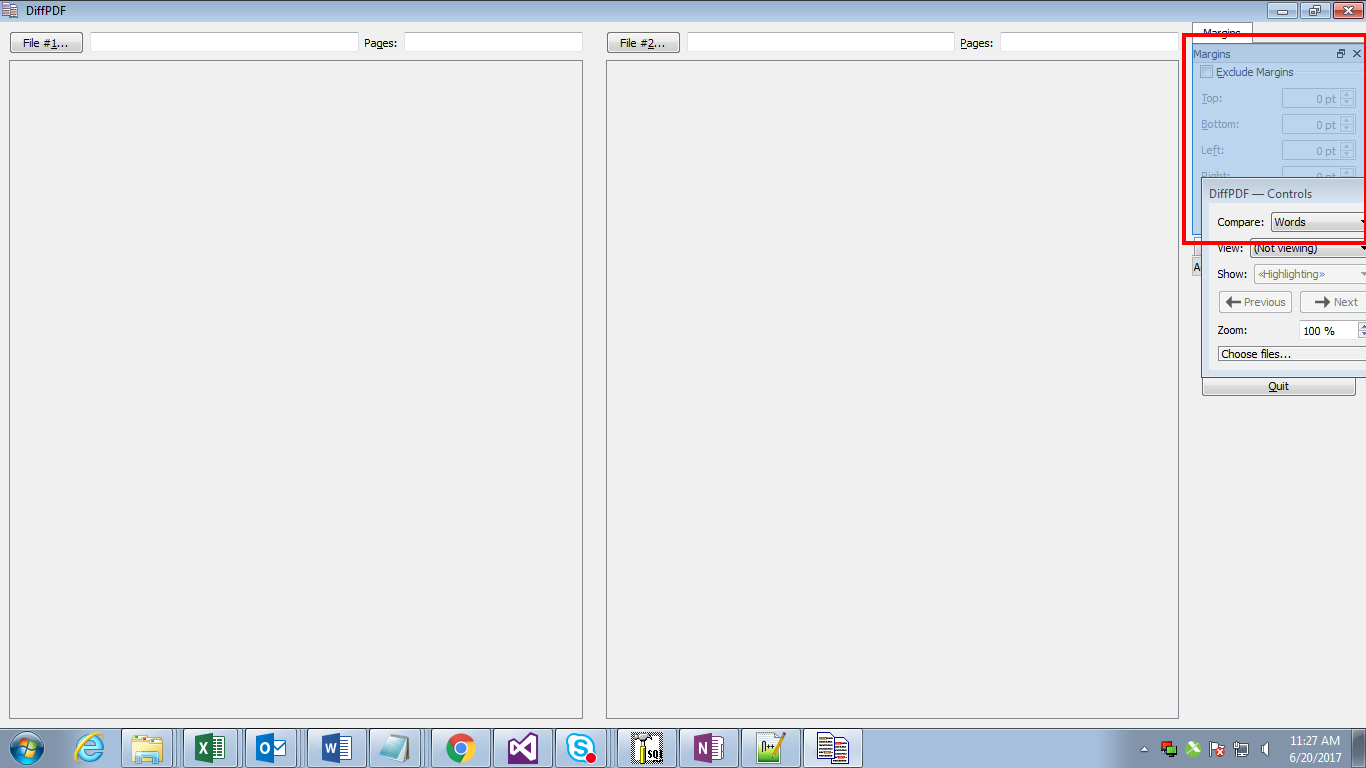 DiffPDF
File #1... Pages: File #2... Pages: Margins
Margins
Exclude Margins
Top: 0 pt
Bottom: 0 pt
Left: 0 pt
Right: 0 pt
DiffPDF — Controls
Compare: Words
View: (Not viewing)
A
Show: «Highlighting»
Previous Next
Zoom: 100 %
Choose files...
Quit
11:27 AM
6/20/2017